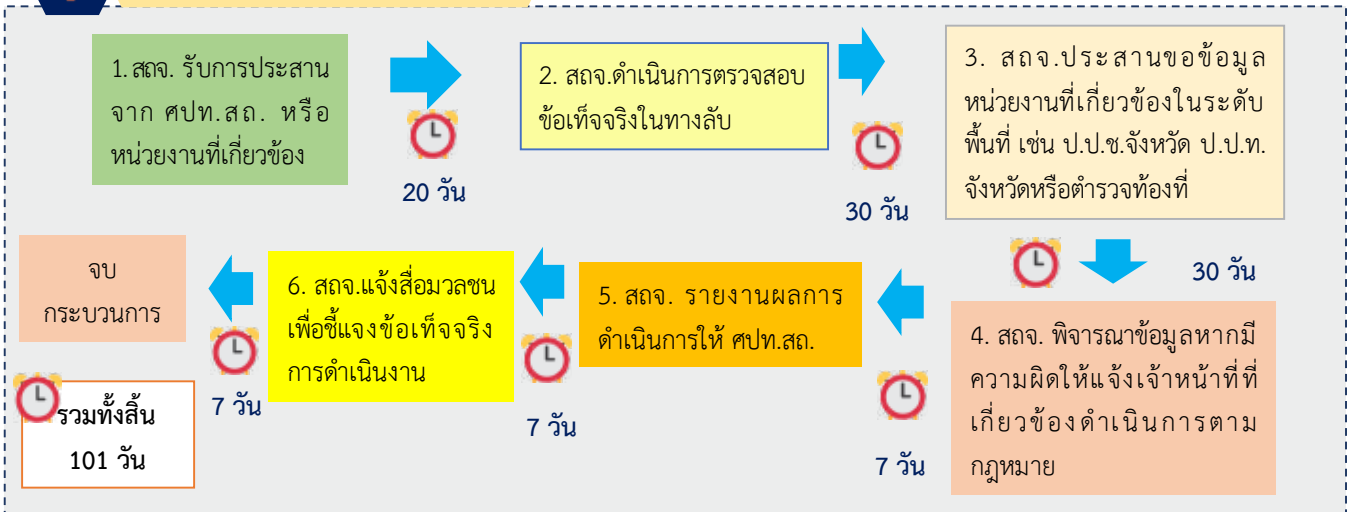 1. สถจ. รับการประสาน
จาก ศปท.สถ. หรือ
หน่วยงานที่เกี่ยวข้อง
20 วัน
2. สถจ.ดำเนินการตรวจสอบ
ข้อเท็จจริงในทางลับ
30 วัน
3. สถจ.ประสานขอข้อมูล
หน่วยงานที่เกี่ยวข้องในระดับ
พื้นที่ เช่น ป.ป.ช.จังหวัด ป.ป.ท.
จังหวัดหรือตำรวจท้องที่
30 วัน
4. สถจ. พิจารณาข้อมูลหากมี
ความผิดให้แจ้งเจ้าหน้าที่ที่
เกี่ยวข้องดำเนินการตาม
กฎหมาย
7 วัน
5. สถจ. รายงานผลการ
ดำเนินการให้ ศปท.สถ.
7 วัน
6. สถจ.แจ้งสื่อมวลชน
เพื่อชี้แจงข้อเท็จจริง
การดำเนินงาน
7 วัน
จบ
กระบวนการ
รวมทั้งสิ้น
101 วัน